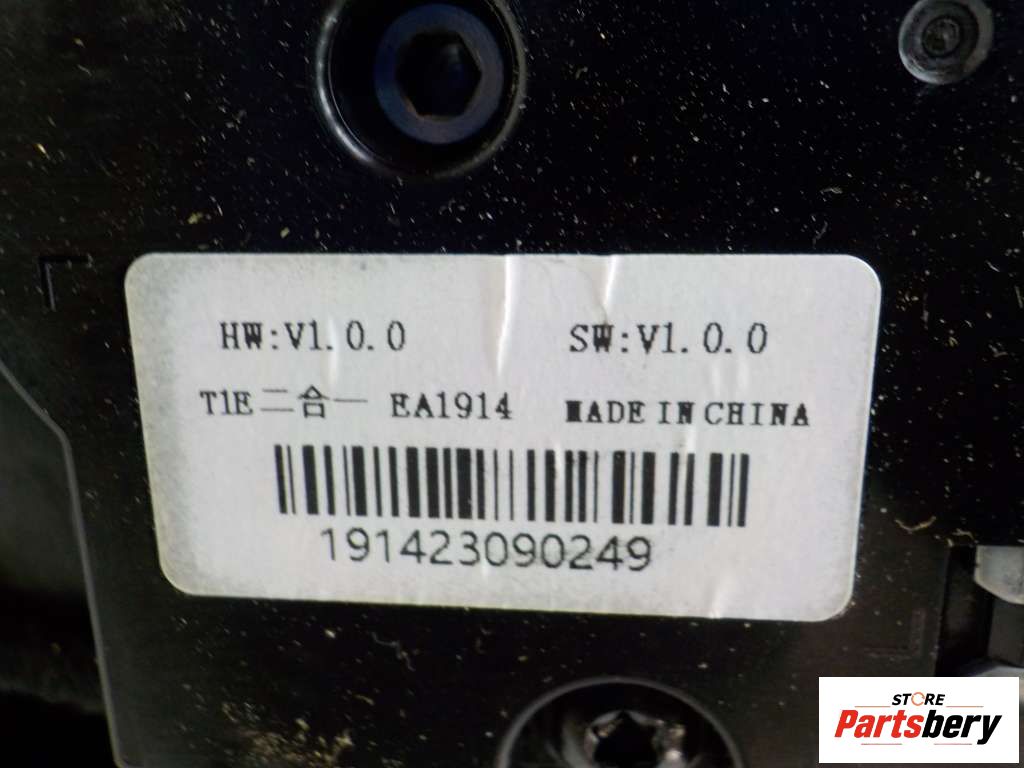 HW:V1.0.0 SW:V1.0.0
T1E二合一 EA1914 MADE IN CHINA
191423090249
STORE
Partsbery